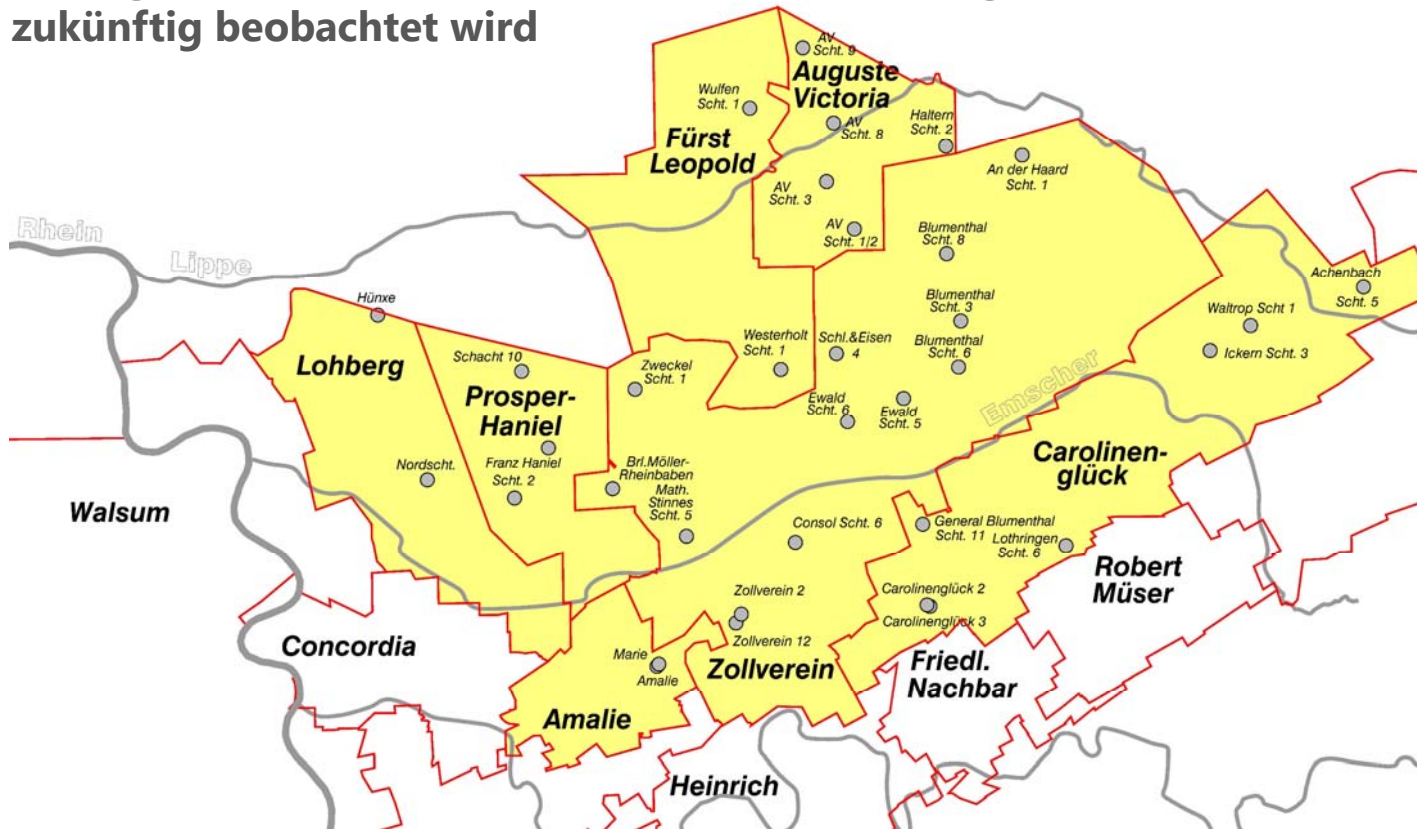 zukünftig beobachtet wird
AV
Scht. 9
Auguste
Victoria
Wulfen
Scht. 1
AV
Scht. 8
Haltern
Scht. 2
Fürst
Leopold
An der Haard
Scht. 1
AV
Scht. 3
AV
Scht. 1/2
Blumenthal
Scht. 8
Rhein
Lippe
Achenbach
Scht. 5
Hünxe
Blumenthal
Scht. 3
Waltrop Scht 1
Ickern Scht. 3
Westerholt
Scht. 1
Schl.&Eisen
4
Blumenthal
Scht. 6
Lohberg
Schacht 10
Zweckel
Scht. 1
Prosper-
Haniel
Ewald
Scht. 6
Ewald
Scht. 5
Emscher
Carolinen-
glück
Nordscht.
Franz Haniel
Scht. 2
Brl.Möller-
Rheinbaben
Math.
Stinnes
Scht. 5
Walsum
Consol Scht. 6
General Blumenthal
Scht. 11
Lothringen
Scht. 6
Robert
Müser
Zollverein 2
Zollverein 12
Carolinenglück 2
Carolinenglück 3
Concordia
Marie
Amalie
Zollverein
Friedl.
Nachbar
Amalie
Heinrich